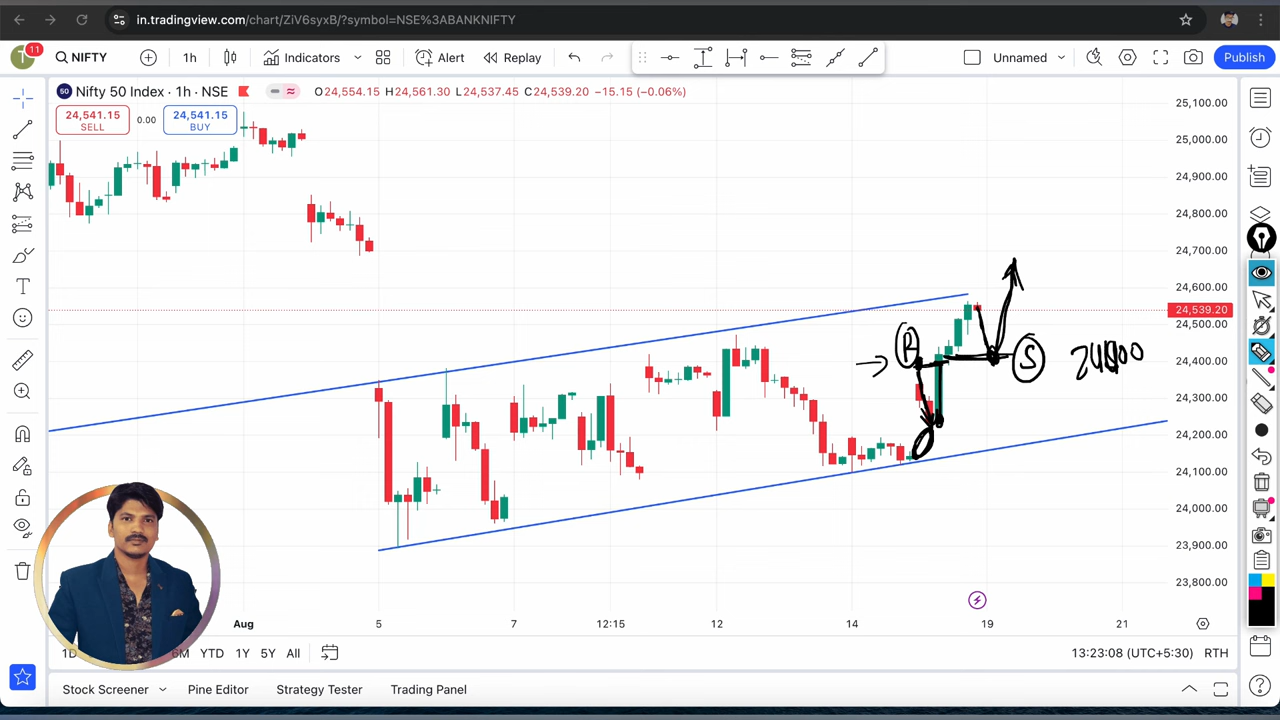 in.tradingview.com/chart/ZiV6syxB/?symbol=NSE%3ABANKNIFTY
T 11 NIFTY 1h Indicators Alert Replay Unnamed Publish
50 Nifty 50 Index · 1h · NSE O24,554.15 H24,561.30 L24,537.45 C24,539.20 −15.15 (−0.06%)
24,541.15 0.00 24,541.15
SELL BUY
25,100.00
25,000.00
24,900.00
24,800.00
24,700.00
24,600.00
24,539.20
24,500.00
24,400.00
24,300.00
24,200.00
24,100.00
24,000.00
23,900.00
23,800.00
R
S
Aug 5 7 12:15 12 14 19 21
1D 6M YTD 1Y 5Y All 13:23:08 (UTC+5:30) RTH
Stock Screener Pine Editor Strategy Tester Trading Panel